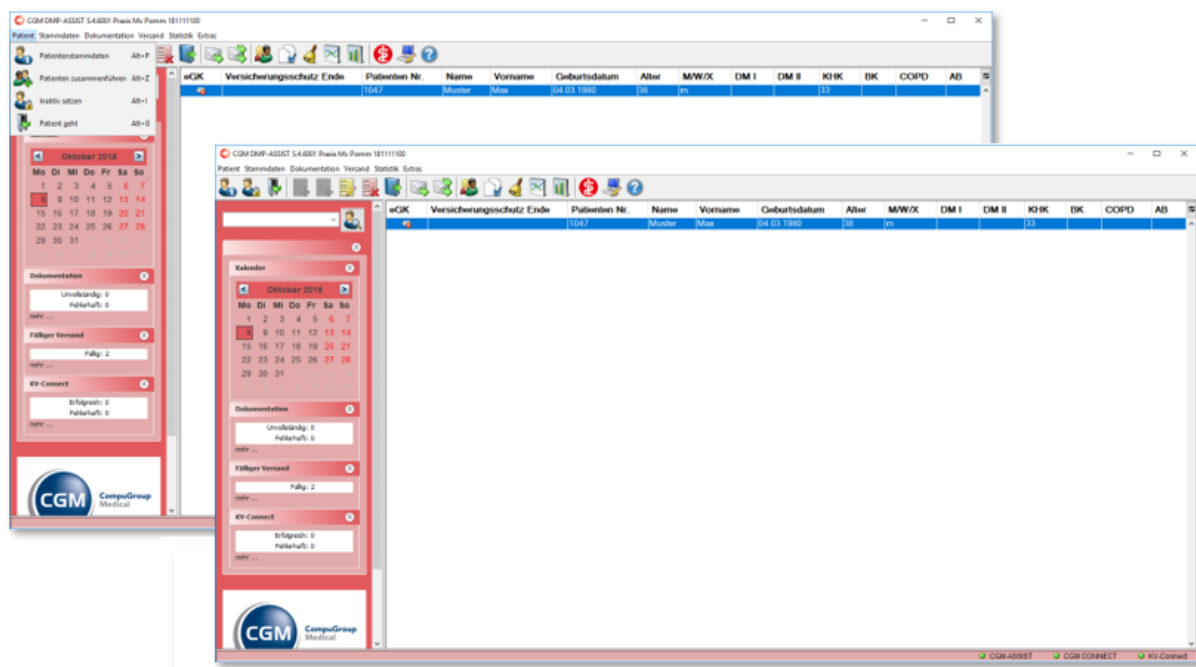 CGM DMP-ASSIST 5.4.6001 Praxis Mc Pamm 181111100
Patient Stammdaten Dokumentation Versand Statistik Extras
Patientenstammdaten Alt+P
Patienten zusammenführen Alt+Z
Inaktiv setzen Alt+I
Patient geht Alt+G
eGK Versicherungsschutz Ende Patienten Nr. Name Vorname Geburtsdatum Alter M/W/X DM I DM II KHK BK COPD AB
1047 Muster Max 04.03.1980 38 m 33
Oktober 2018
Mo Di Mi Do Fr Sa So
1 2 3 4 5 6 7
8 9 10 11 12 13 14
15 16 17 18 19 20 21
22 23 24 25 26 27 28
29 30 31
Dokumentation
Unvollständig: 0
Fehlerhaft: 0
mehr ...
Fälliger Versand
Fällig: 2
mehr ...
KV-Connect
Erfolgreich: 0
Fehlerhaft: 0
mehr ...
CGM CompuGroup
Medical
CGM DMP-ASSIST 5.4.6001 Praxis Mc Pamm 181111100
Patient Stammdaten Dokumentation Versand Statistik Extras
eGK Versicherungsschutz Ende Patienten Nr. Name Vorname Geburtsdatum Alter M/W/X DM I DM II KHK BK COPD AB
1047 Muster Max 04.03.1980 38 m 33
Kalender
Oktober 2018
Mo Di Mi Do Fr Sa So
1 2 3 4 5 6 7
8 9 10 11 12 13 14
15 16 17 18 19 20 21
22 23 24 25 26 27 28
29 30 31
Dokumentation
Unvollständig: 0
Fehlerhaft: 0
mehr ...
Fälliger Versand
Fällig: 2
mehr ...
KV-Connect
Erfolgreich: 0
Fehlerhaft: 0
mehr ...
CGM CompuGroup
Medical
CGM-ASSIST CGM CONNECT KV-Connect